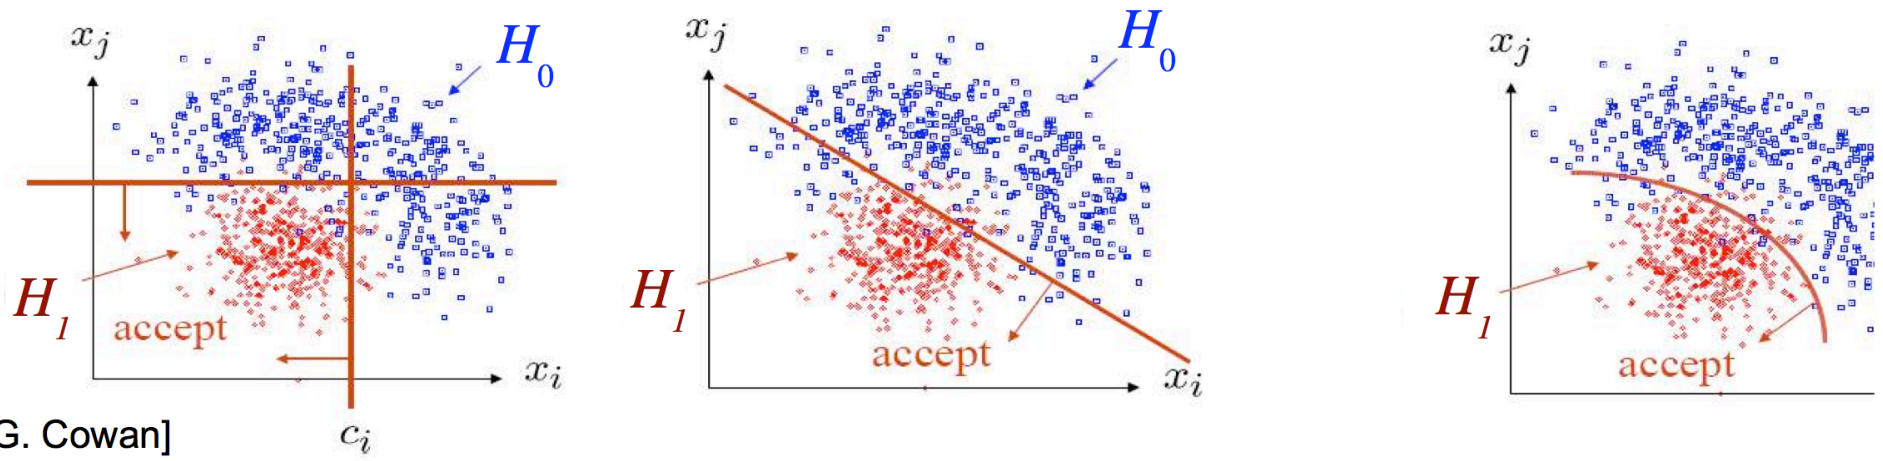 x_j
H_0
H_1
accept
x_i
c_i
G. Cowan]
x_j
H_0
H_1
accept
x_i
x_j
H_1
accept